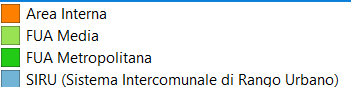 Area Interna
FUA Media
FUA Metropolitana
SIRU (Sistema Intercomunale di Rango Urbano)